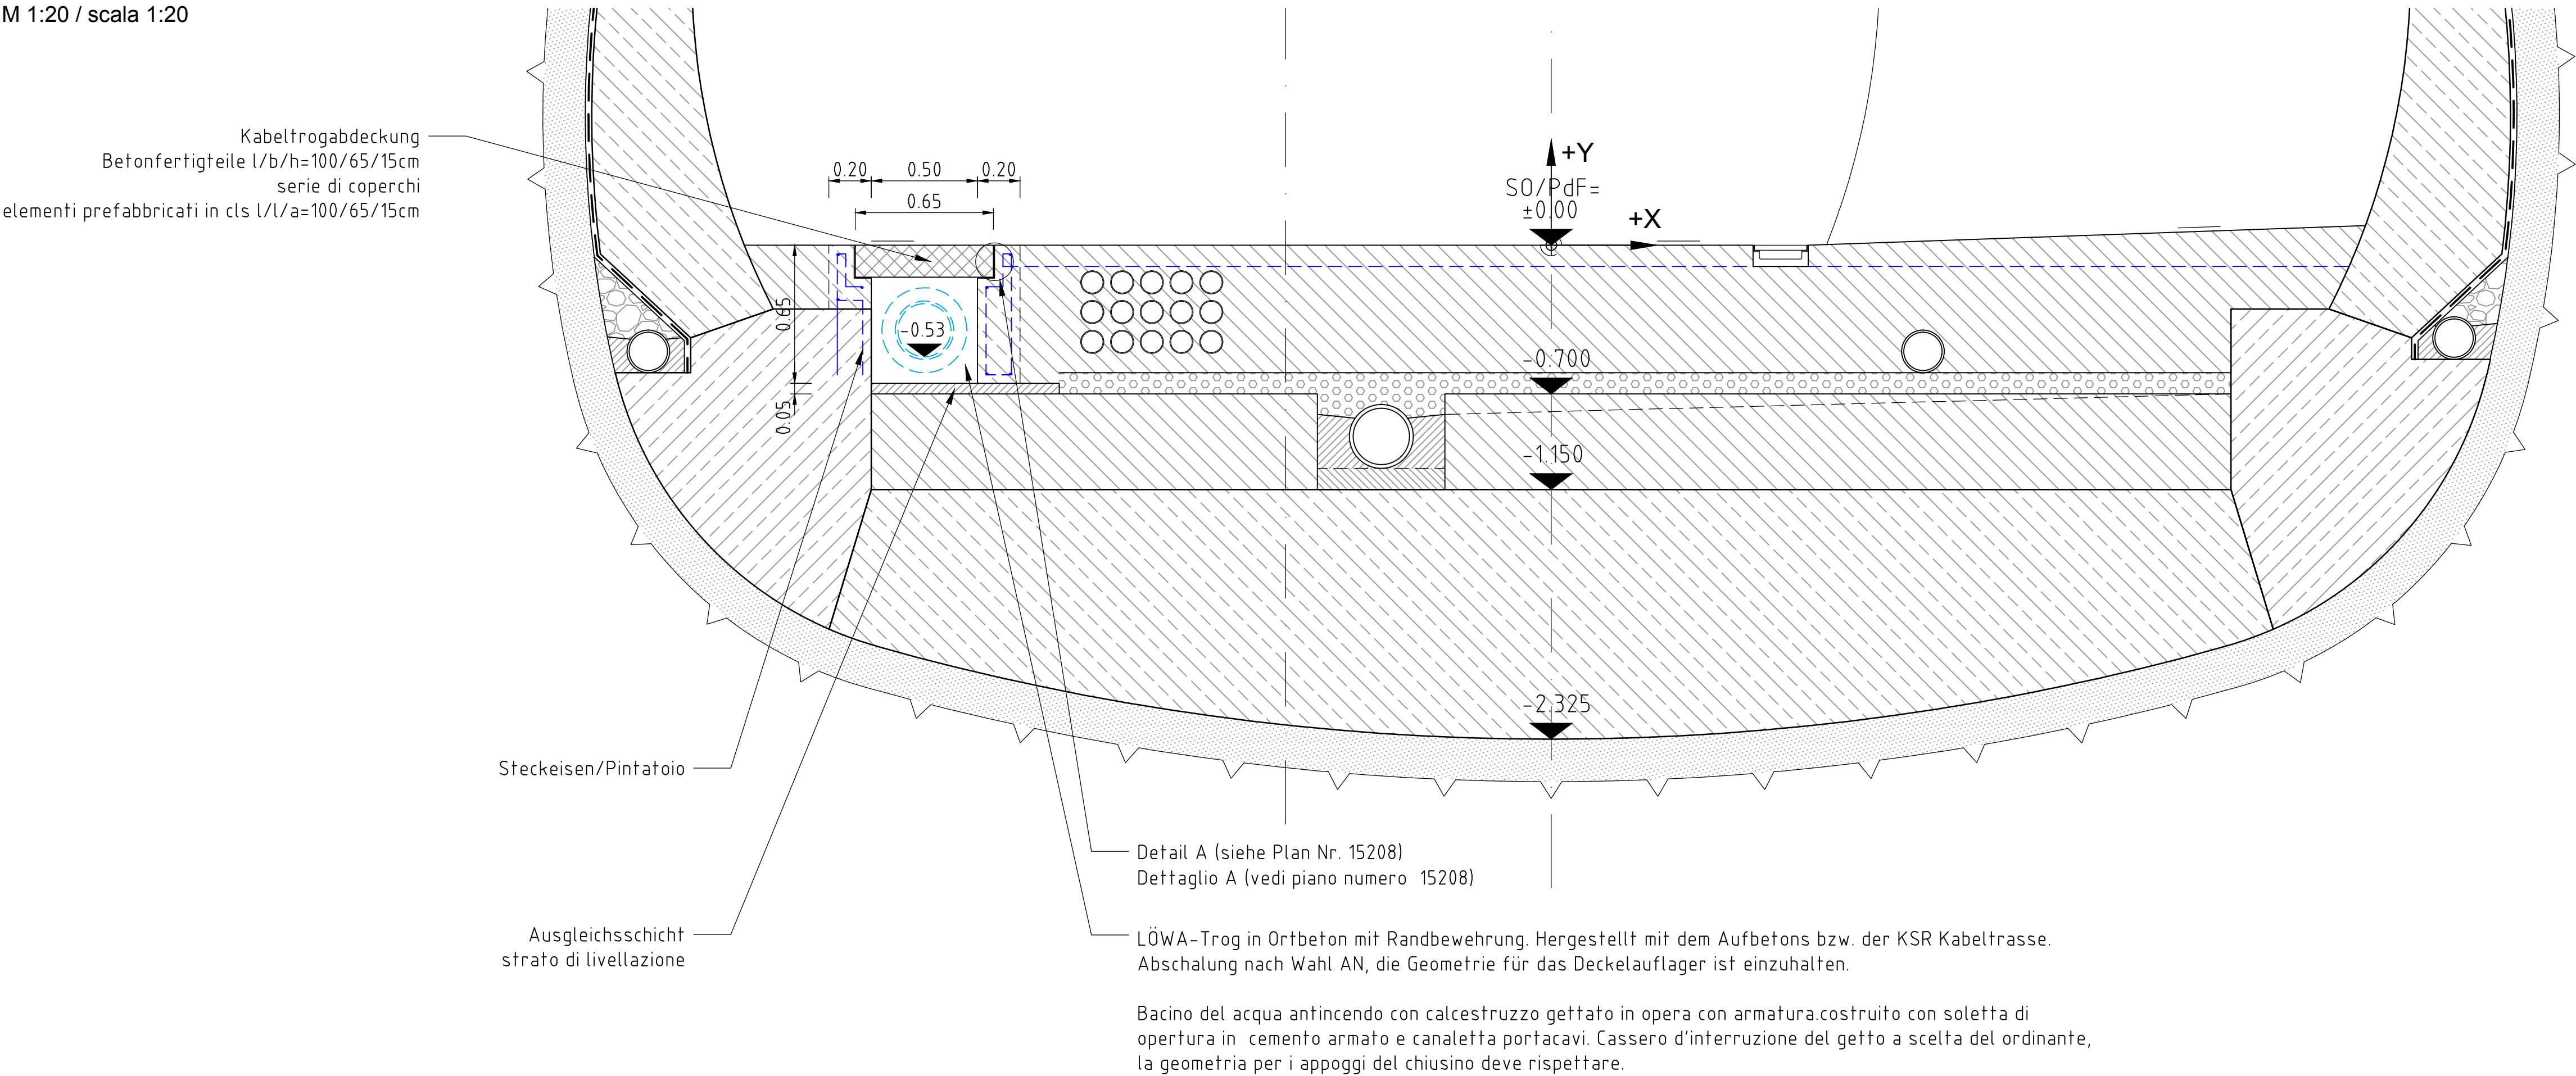 M 1:20 / scala 1:20
Kabeltrogabdeckung
Betonfertigteile l/b/h=100/65/15cm
serie di coperchi
elementi prefabbricati in cls l/l/a=100/65/15cm
0.20
0.50
0.20
0.65
+Y
SO/PdF=
±0.00
+X
0.65
-0.53
0.05
-0.700
-1.150
-2.325
Steckeisen/Pintatoio
Detail A (siehe Plan Nr. 15208)
Dettaglio A (vedi piano numero 15208)
Ausgleichsschicht
strato di livellazione
LÖWA-Trog in Ortbeton mit Randbewehrung. Hergestellt mit dem Aufbetons bzw. der KSR Kabeltrasse.
Abschalung nach Wahl AN, die Geometrie für das Deckelauflager ist einzuhalten.
Bacino del acqua antincendo con calcestruzzo gettato in opera con armatura.costruito con soletta di
opertura in cemento armato e canaletta portacavi. Cassero d'interruzione del getto a scelta del ordinante,
la geometria per i appoggi del chiusino deve rispettare.